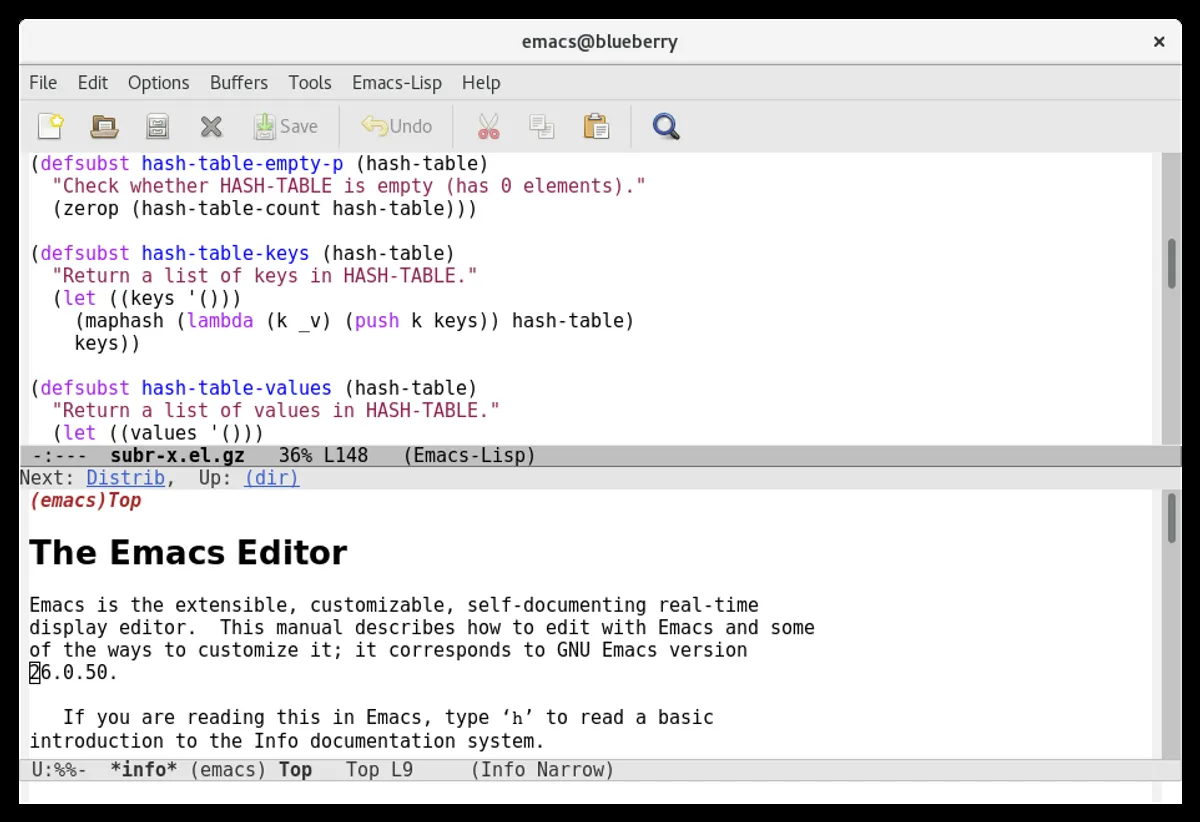 emacs@blueberry
File Edit Options Buffers Tools Emacs-Lisp Help
Save Undo
(defsubst hash-table-empty-p (hash-table)
  "Check whether HASH-TABLE is empty (has 0 elements)."
  (zerop (hash-table-count hash-table)))

(defsubst hash-table-keys (hash-table)
  "Return a list of keys in HASH-TABLE."
  (let ((keys '()))
    (maphash (lambda (k _v) (push k keys)) hash-table)
    keys))

(defsubst hash-table-values (hash-table)
  "Return a list of values in HASH-TABLE."
  (let ((values '()))
-:---  subr-x.el.gz   36% L148   (Emacs-Lisp)
Next: Distrib,  Up: (dir)
(emacs)Top
The Emacs Editor
Emacs is the extensible, customizable, self-documenting real-time
display editor.  This manual describes how to edit with Emacs and some
of the ways to customize it; it corresponds to GNU Emacs version
26.0.50.

   If you are reading this in Emacs, type ‘h’ to read a basic
introduction to the Info documentation system.
U:%%-  *info* (emacs) Top   Top L9     (Info Narrow)